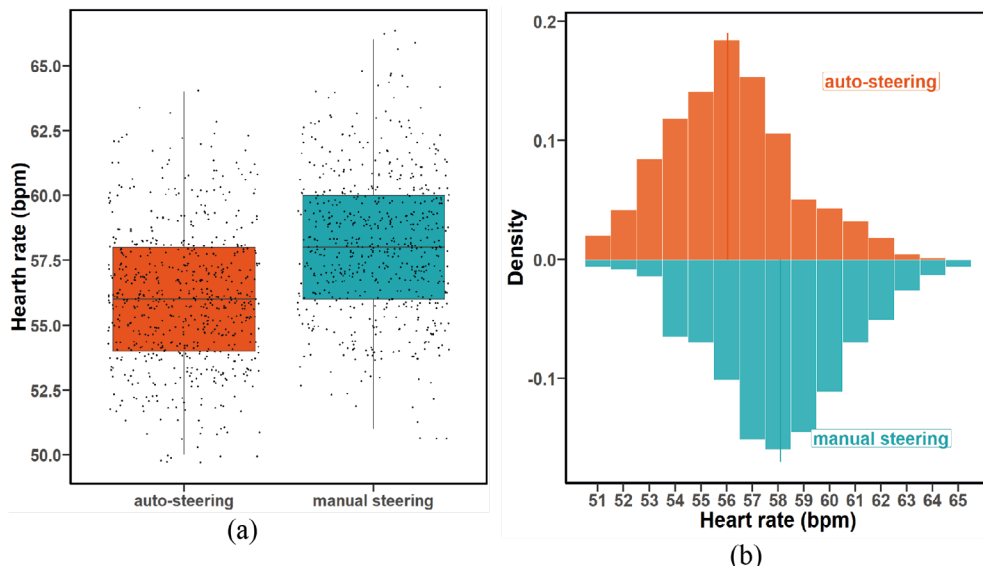 Hearth rate (bpm)
65.0
62.5
60.0
57.5
55.0
52.5
50.0
auto-steering manual steering
(a)
Density
0.2
0.1
0.0
-0.1
auto-steering
manual steering
51 52 53 54 55 56 57 58 59 60 61 62 63 64 65
Heart rate (bpm)
(b)